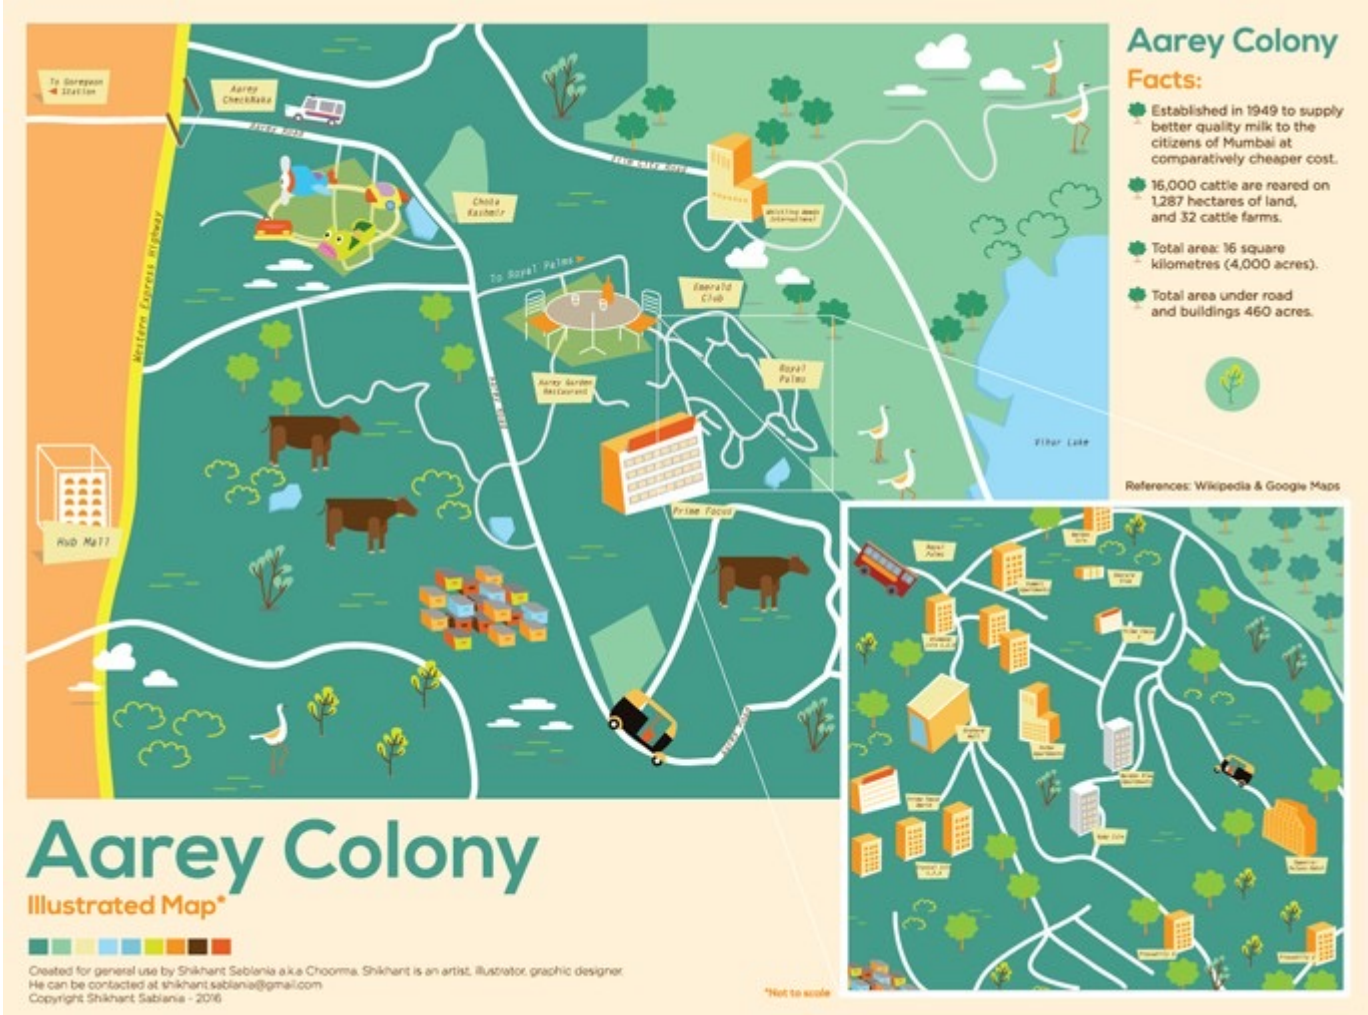 Aarey Colony
Facts:
Established in 1949 to supply
better quality milk to the
citizens of Mumbai at
comparatively cheaper cost.
16,000 cattle are reared on
1,287 hectares of land,
and 32 cattle farms.
Total area: 16 square
kilometres (4,000 acres).
Total area under road
and buildings 460 acres.
References: Wikipedia & Google Maps
To Goregaon
Station
Aarey
CheckNaka
Aarey Road
Film City Road
Chota
Kashmir
Whistling Woods
International
Western Express Highway
To Royal Palms
Emerald
Club
Aarey Garden
Restaurant
Royal
Palms
Aarey Road
Vihar Lake
Hub Mall
Prime Focus
Aarey Road
Royal
Palms
Aarey Colony
Illustrated Map*
Created for general use by Shikhant Sablania a.k.a Choorma. Shikhant is an artist, illustrator, graphic designer.
He can be contacted at shikhant.sablania@gmail.com
Copyright Shikhant Sablania - 2016
*Not to scale